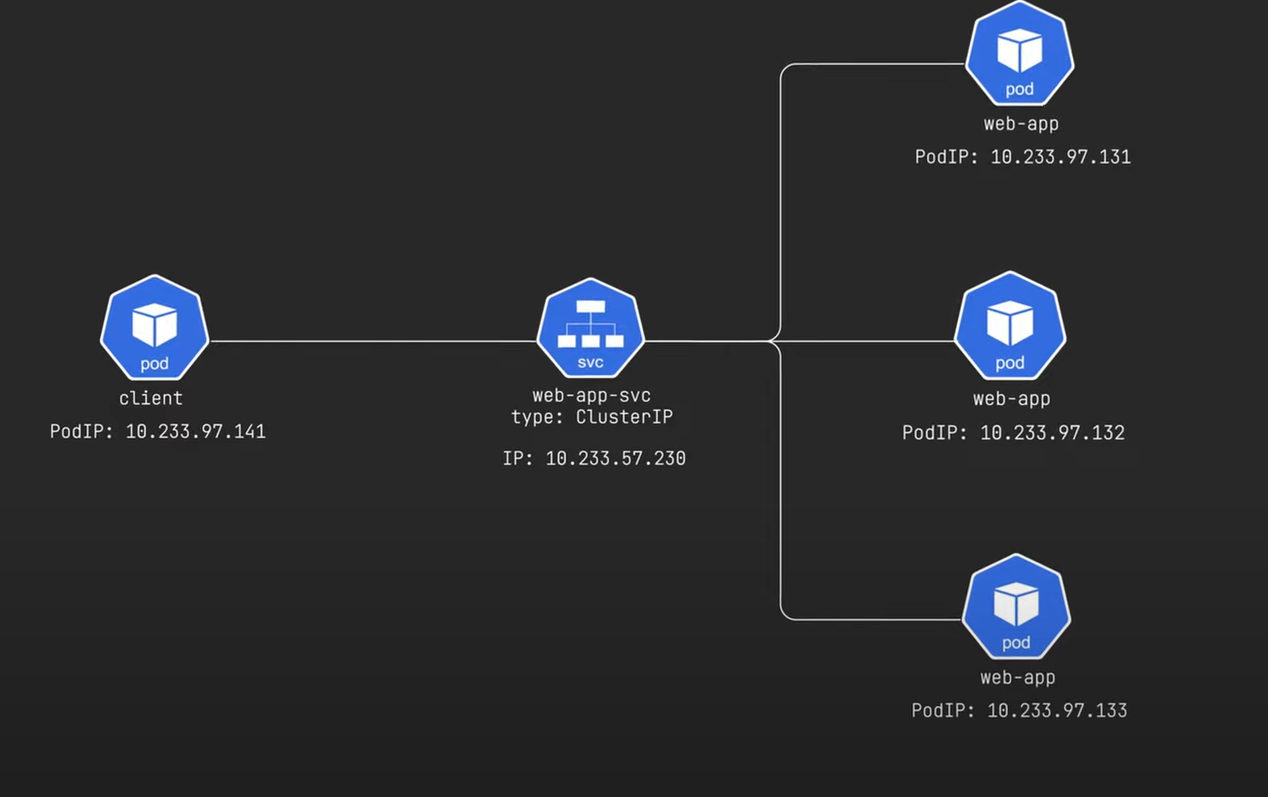 pod
web-app
PodIP: 10.233.97.131
pod
client
PodIP: 10.233.97.141
svc
web-app-svc
type: ClusterIP
IP: 10.233.57.230
pod
web-app
PodIP: 10.233.97.132
pod
web-app
PodIP: 10.233.97.133